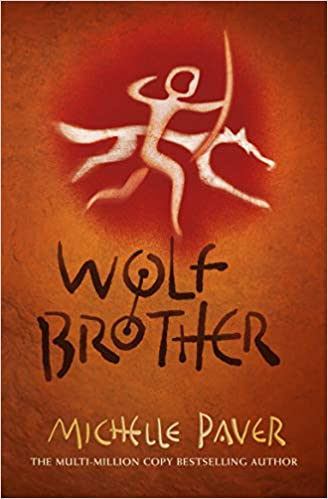 WOLF
BROTHER
MICHELLE PAVER
THE MULTI-MILLION COPY BESTSELLING AUTHOR